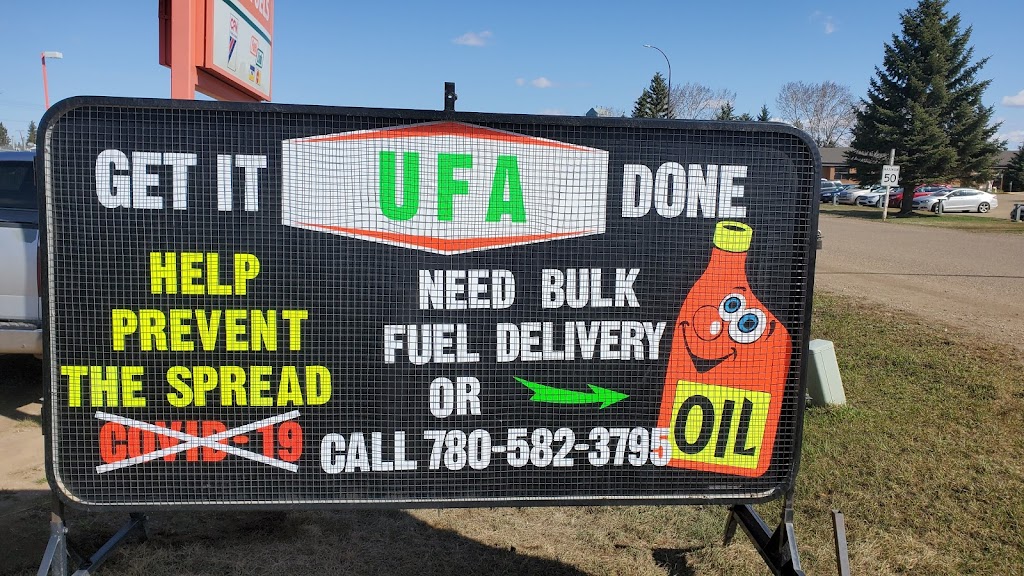 GET IT UFA DONE
HELP
PREVENT
THE SPREAD
COVID-19
NEED BULK
FUEL DELIVERY
OR
CALL 780-582-3795
OIL
50